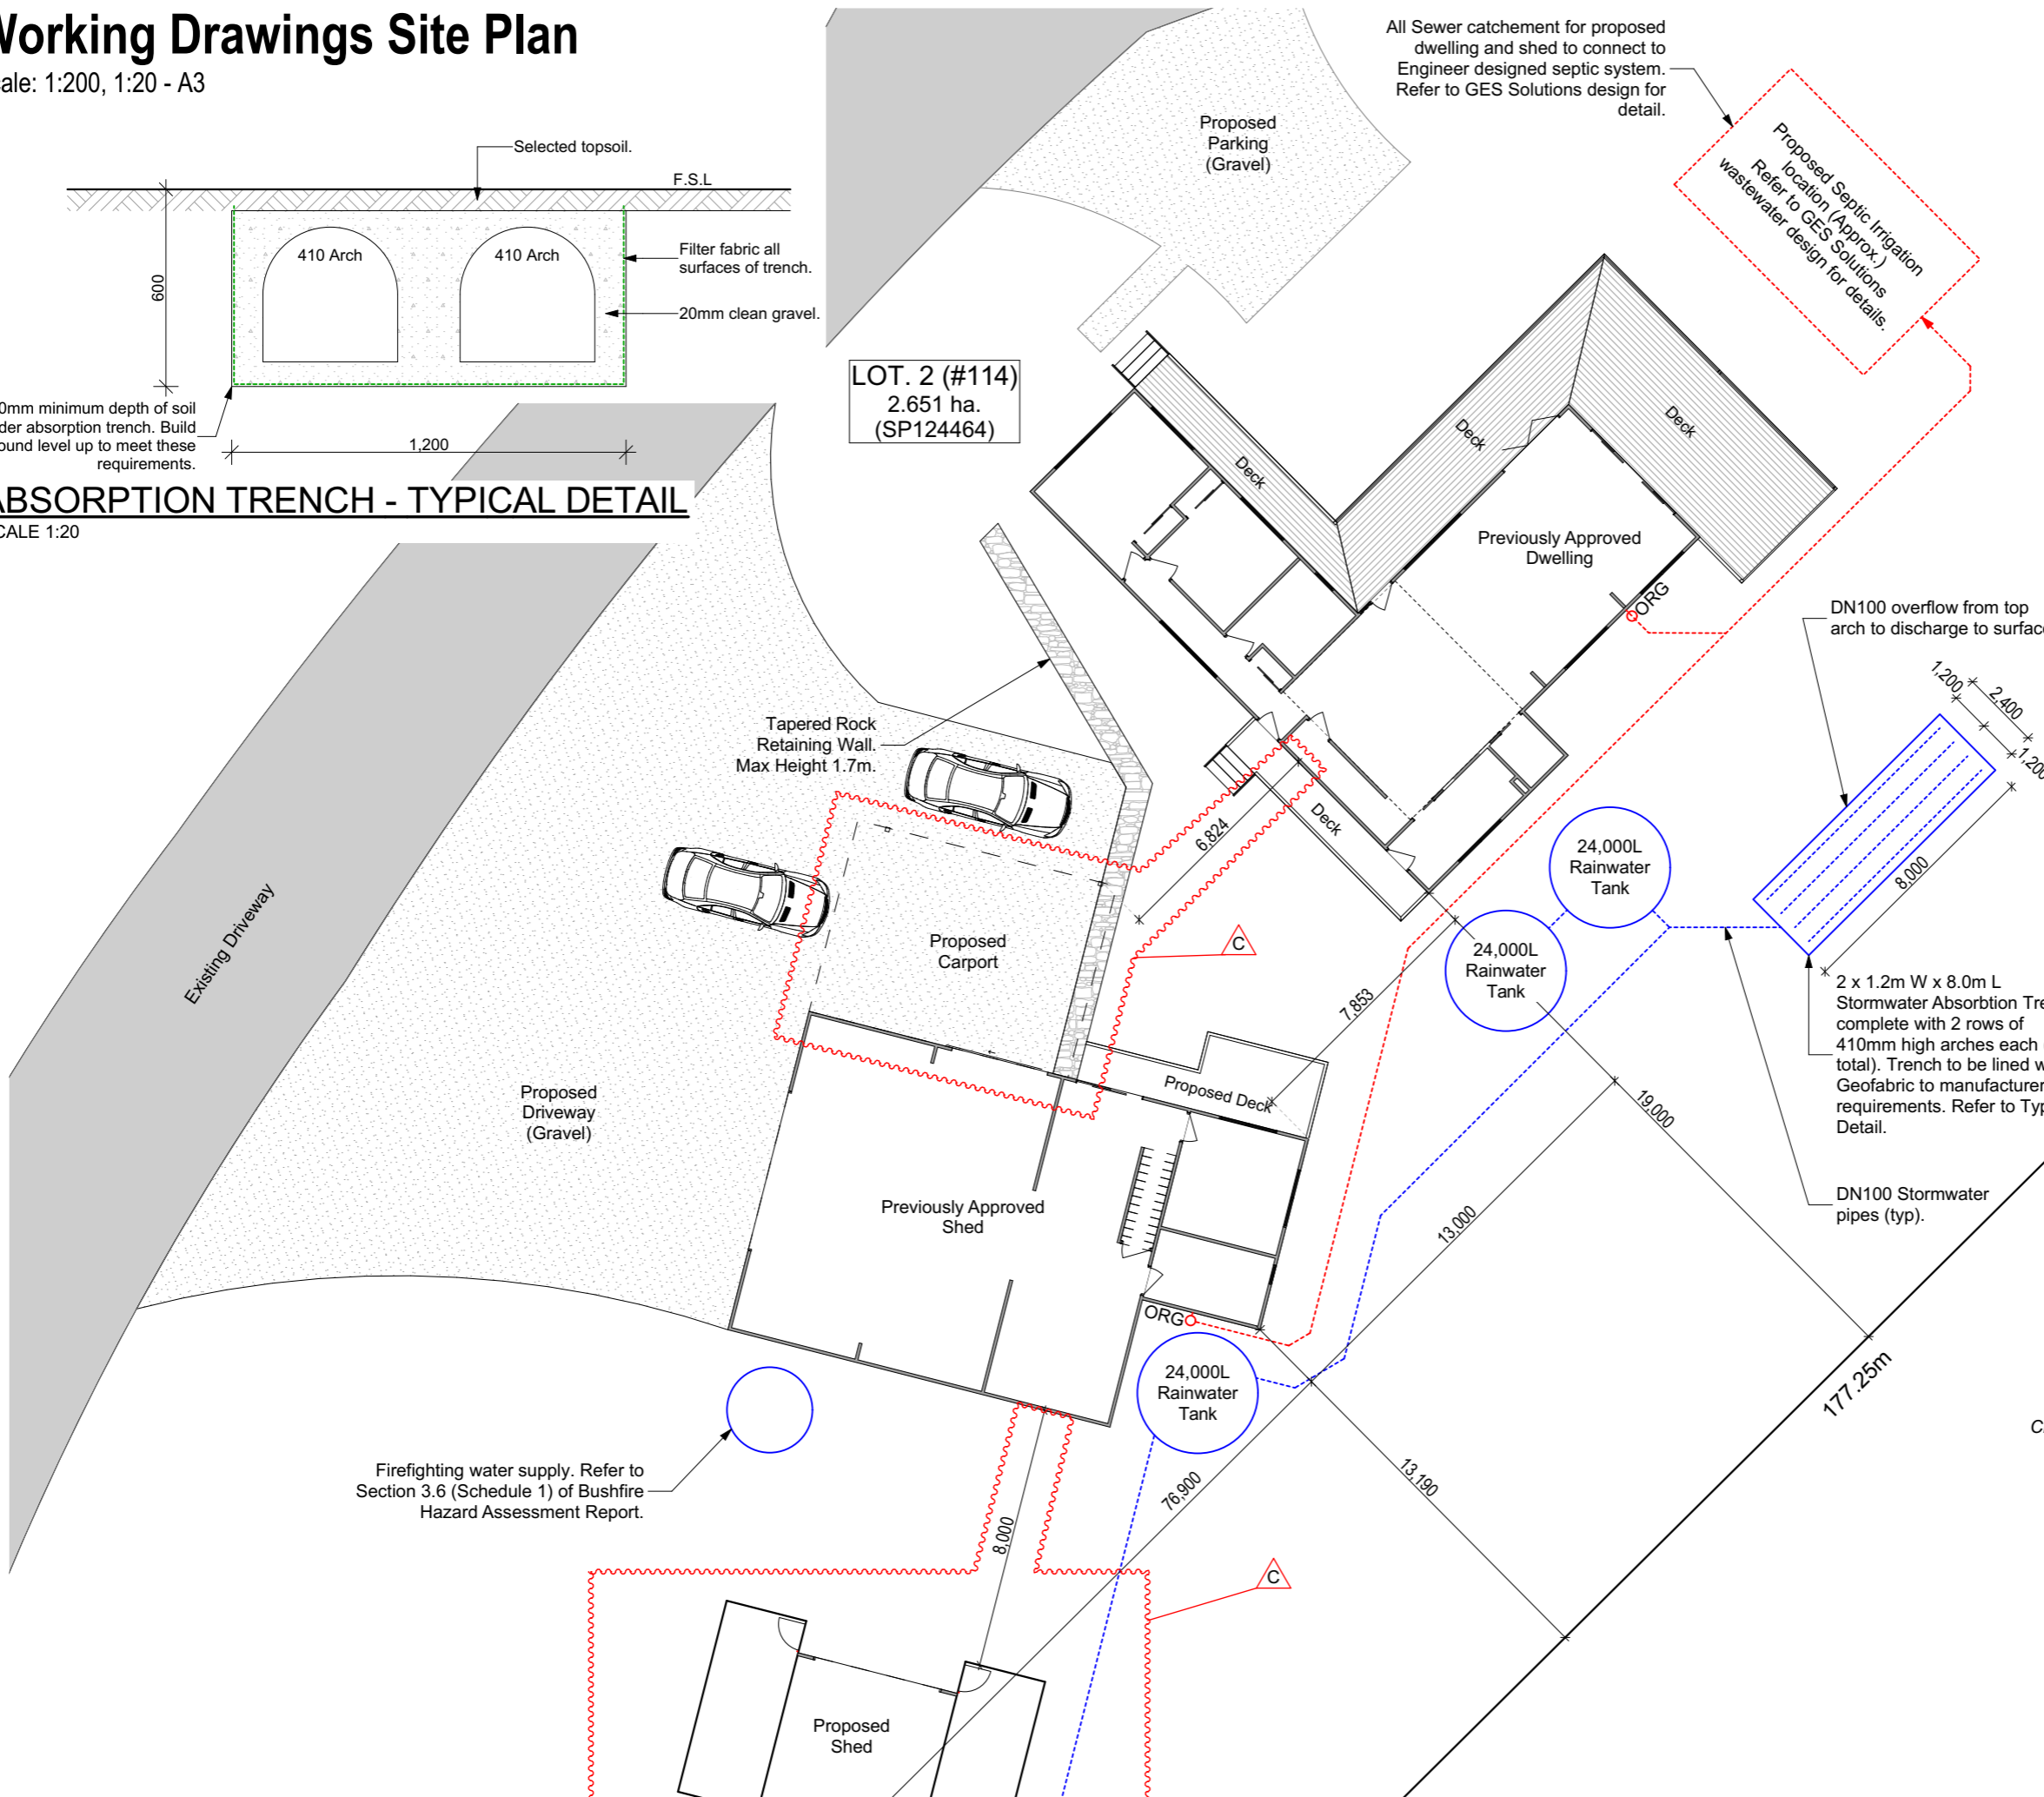 Working Drawings Site Plan
Scale: 1:200, 1:20 - A3
Selected topsoil.
F.S.L
410 Arch
410 Arch
Filter fabric all
surfaces of trench.
20mm clean gravel.
600
0mm minimum depth of soil
under absorption trench. Build
ground level up to meet these
requirements.
1,200
ABSORPTION TRENCH - TYPICAL DETAIL
SCALE 1:20
All Sewer catchement for proposed
dwelling and shed to connect to
Engineer designed septic system.
Refer to GES Solutions design for
detail.
Proposed
Parking
(Gravel)
Proposed Septic Irrigation
location (Approx.)
Refer to GES Solutions
wastewater design for details.
LOT. 2 (#114)
2.651 ha.
(SP124464)
Deck
Deck
Deck
Previously Approved
Dwelling
ORG
DN100 overflow from top
arch to discharge to surface
1,200
2,400
1,200
8,000
Tapered Rock
Retaining Wall.
Max Height 1.7m.
6,824
Deck
24,000L
Rainwater
Tank
24,000L
Rainwater
Tank
Existing Driveway
Proposed
Carport
C
7,853
2 x 1.2m W x 8.0m L
Stormwater Absorbtion
complete with 2 rows of
410mm high arches each
total). Trench to be lined
Geofabric to manufacturer
requirements. Refer to
Detail.
Proposed Deck
Proposed
Driveway
(Gravel)
19,000
DN100 Stormwater
pipes (typ).
Previously Approved
Shed
13,000
ORG
24,000L
Rainwater
Tank
177.25m
Firefighting water supply. Refer to
Section 3.6 (Schedule 1) of Bushfire
Hazard Assessment Report.
76,900
13,190
8,000
C
Proposed
Shed